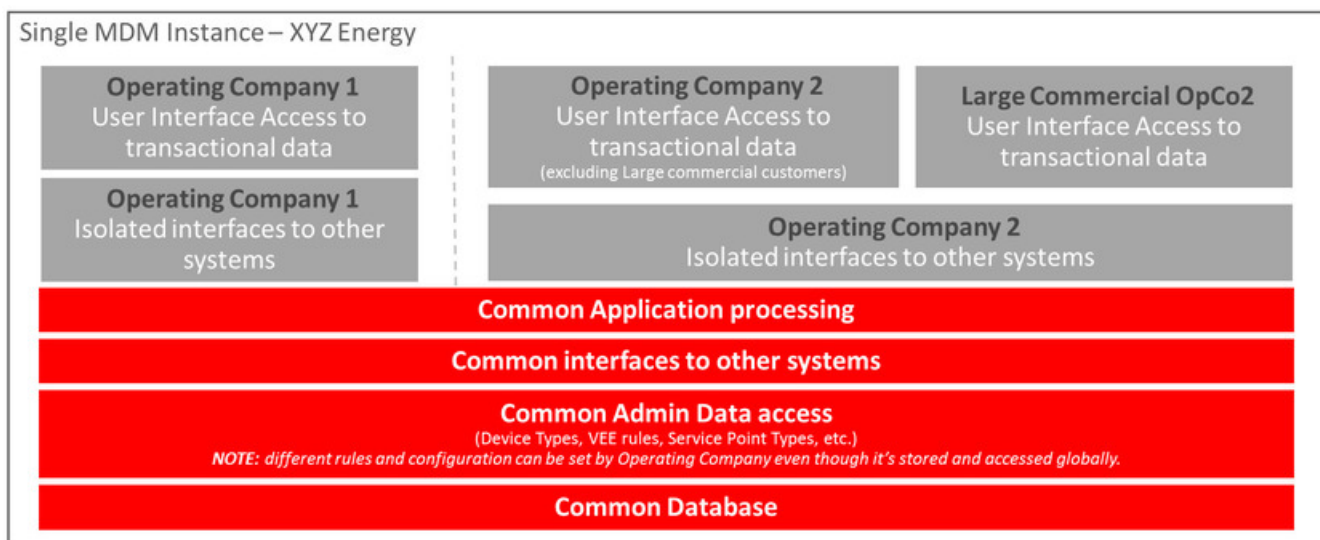 Single MDM Instance – XYZ Energy
Operating Company 1
User Interface Access to
transactional data
Operating Company 1
Isolated interfaces to other
systems
Operating Company 2
User Interface Access to
transactional data
(excluding Large commercial customers)
Large Commercial OpCo2
User Interface Access to
transactional data
Operating Company 2
Isolated interfaces to other systems
Common Application processing
Common interfaces to other systems
Common Admin Data access
(Device Types, VEE rules, Service Point Types, etc.)
NOTE: different rules and configuration can be set by Operating Company even though it's stored and accessed globally.
Common Database